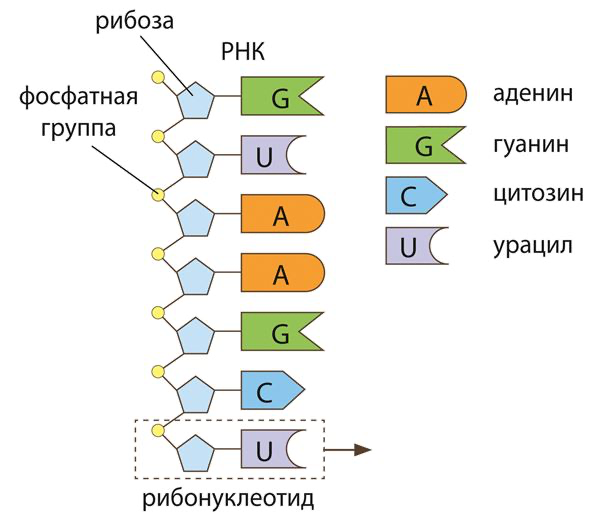 рибоза
РНК
фосфатная
группа
G
U
A
A
G
C
U
рибонуклеотид
A аденин
G гуанин
C цитозин
U урацил